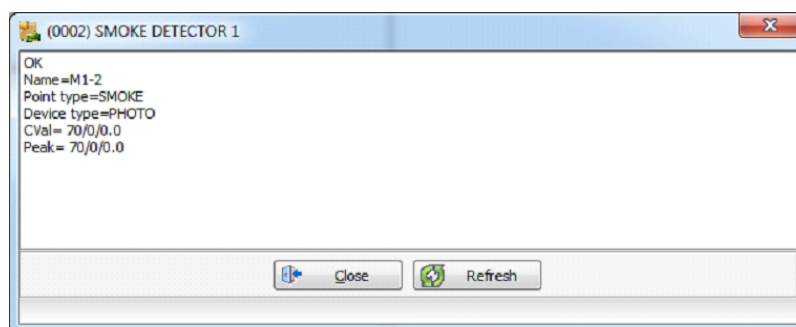 (0002) SMOKE DETECTOR 1
OK
Name=M1-2
Point type=SMOKE
Device type=PHOTO
CVal= 70/0/0.0
Peak= 70/0/0.0
Close
Refresh